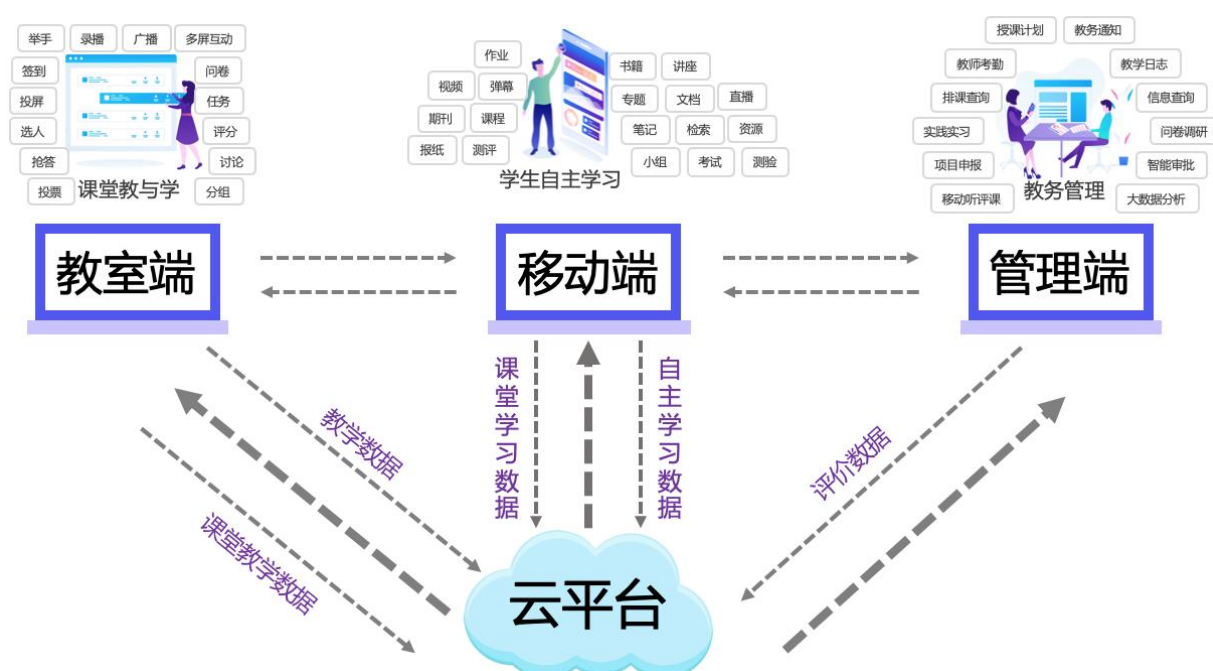 举手
录播
广播
多屏互动
签到
问卷
投屏
任务
选人
评分
抢答
讨论
投票
课堂教与学
分组
作业
书籍
讲座
视频
弹幕
专题
文档
直播
期刊
课程
笔记
检索
资源
报纸
测评
小组
考试
测验
学生自主学习
授课计划
教务通知
教师考勤
教学日志
排课查询
信息查询
实践实习
问卷调研
项目申报
智能审批
移动听评课
教务管理
大数据分析
教室端
移动端
管理端
教学数据
课堂教学数据
课堂学习数据
自主学习数据
评价数据
云平台